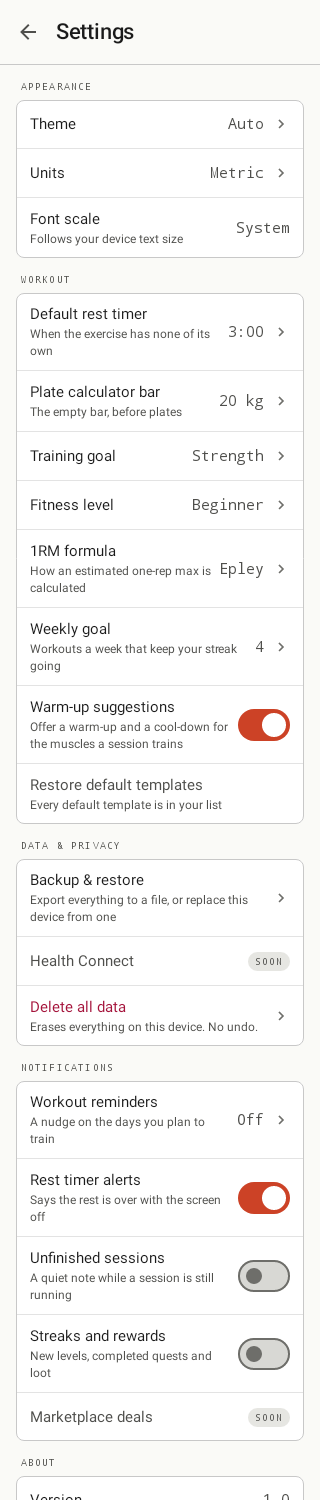 Settings
APPEARANCE
Theme
Auto
Units
Metric
Font scale
Follows your device text size
System
WORKOUT
Default rest timer
When the exercise has none of its
own
3:00
Plate calculator bar
The empty bar, before plates
20 kg
Training goal
Strength
Fitness level
Beginner
1RM formula
How an estimated one-rep max is
calculated
Epley
Weekly goal
Workouts a week that keep your streak
going
4
Warm-up suggestions
Offer a warm-up and a cool-down for
the muscles a session trains
Restore default templates
Every default template is in your list
DATA & PRIVACY
Backup & restore
Export everything to a file, or replace this
device from one
Health Connect
SOON
Delete all data
Erases everything on this device. No undo.
NOTIFICATIONS
Workout reminders
A nudge on the days you plan to
train
Off
Rest timer alerts
Says the rest is over with the screen
off
Unfinished sessions
A quiet note while a session is still
running
Streaks and rewards
New levels, completed quests and
loot
Marketplace deals
SOON
ABOUT
Version
1.0